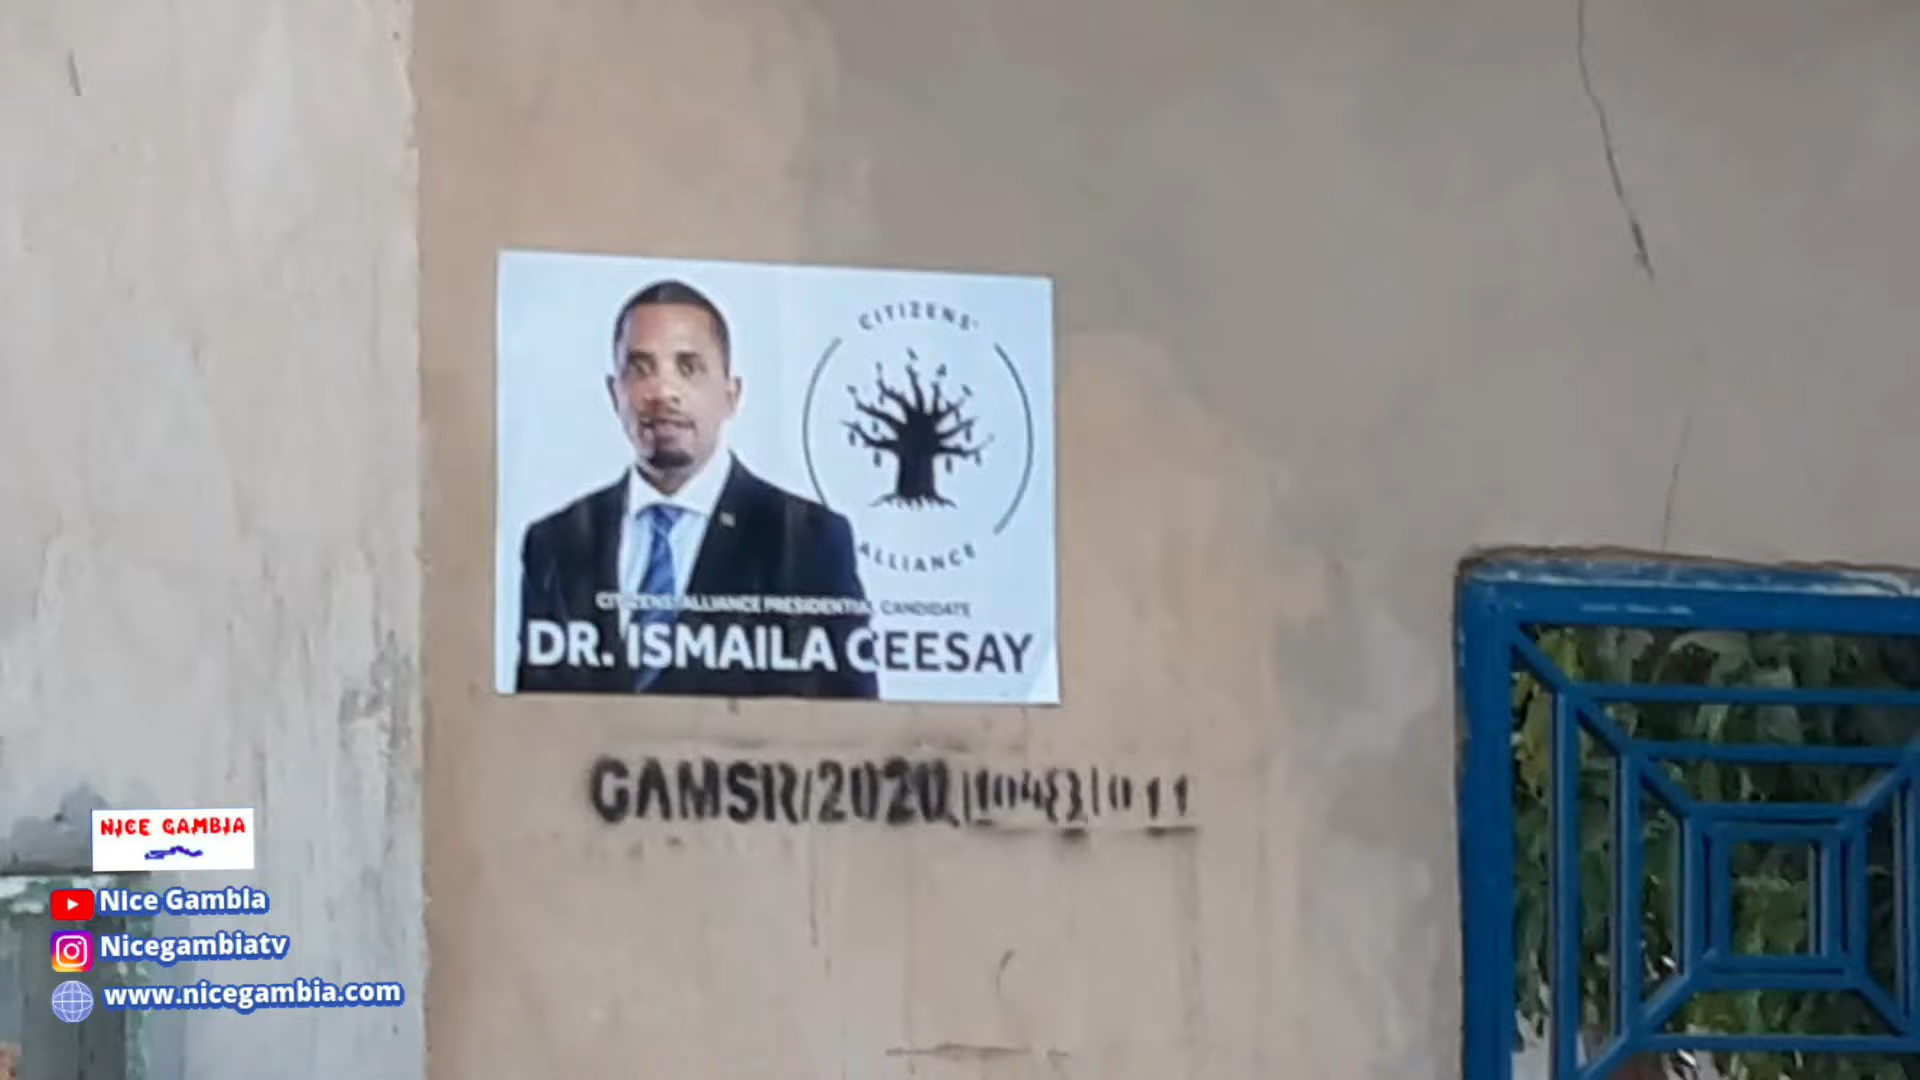 CITIZENS'
ALLIANCE
CITIZENS' ALLIANCE PRESIDENTIAL CANDIDATE
DR. ISMAILA CEESAY
GAMSR/2020
NICE GAMBIA
Nice Gambia
Nicegambiatv
www.nicegambia.com